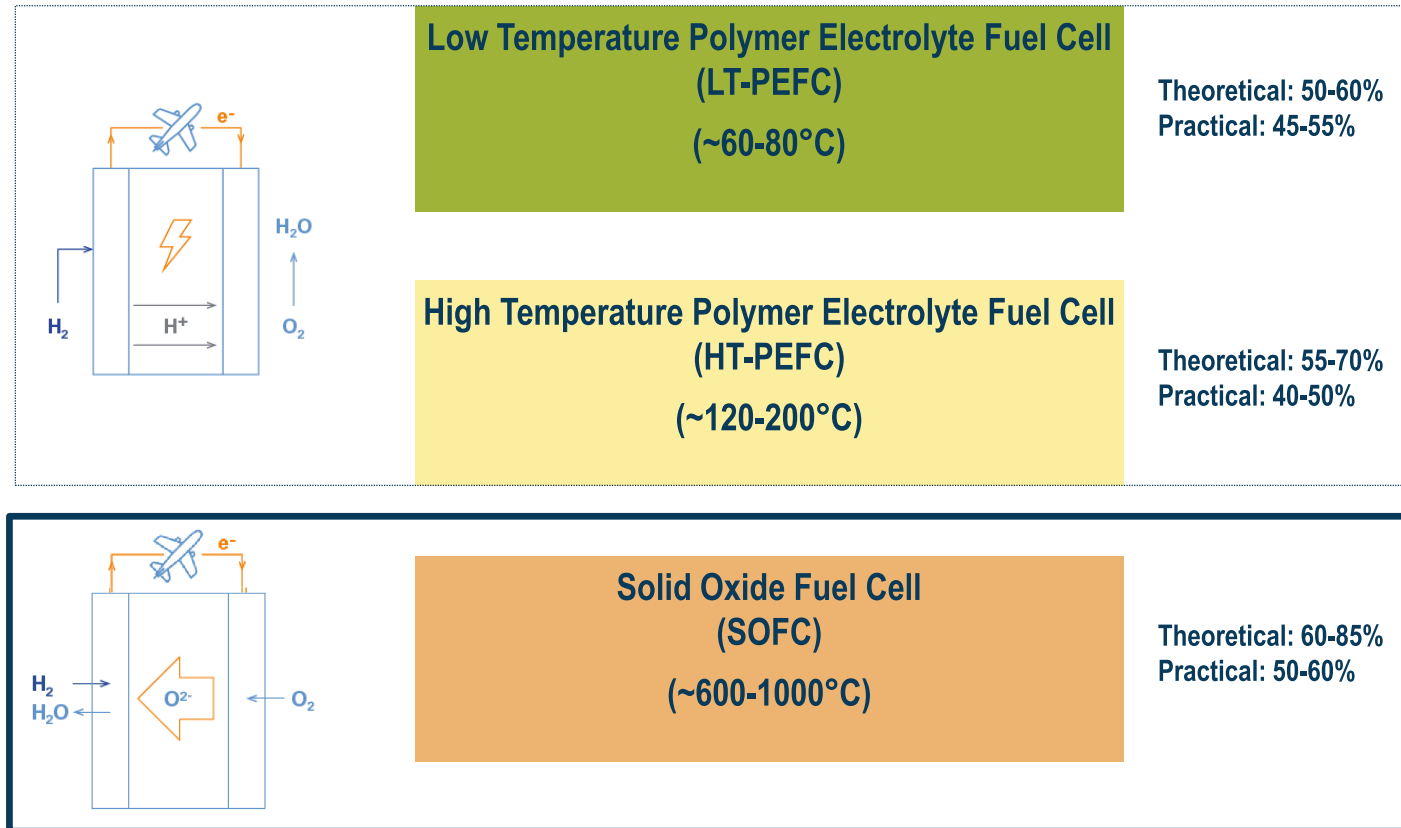 e-
H2
H+
H2O
O2
Low Temperature Polymer Electrolyte Fuel Cell
(LT-PEFC)
(~60-80°C)
Theoretical: 50-60%
Practical: 45-55%
High Temperature Polymer Electrolyte Fuel Cell
(HT-PEFC)
(~120-200°C)
Theoretical: 55-70%
Practical: 40-50%
e-
H2
H2O
O2-
O2
Solid Oxide Fuel Cell
(SOFC)
(~600-1000°C)
Theoretical: 60-85%
Practical: 50-60%